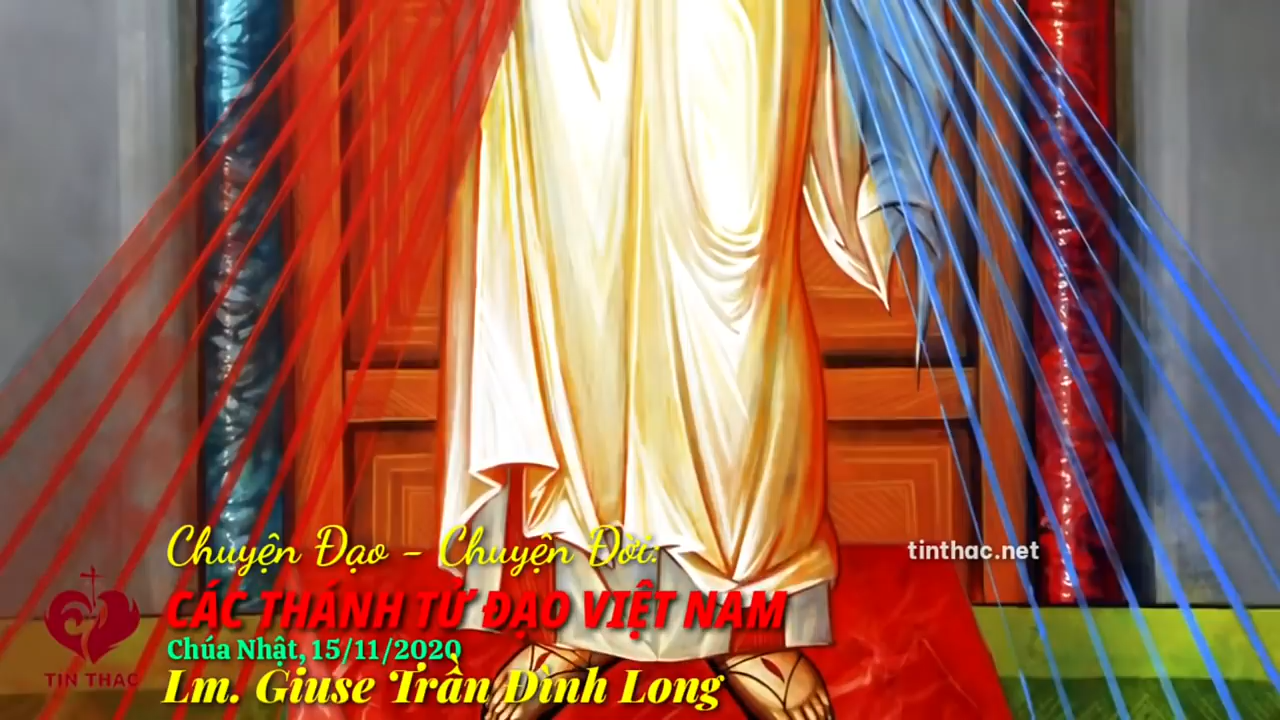 Chuyện Đạo - Chuyện Đời:
tinthac.net
CÁC THÁNH TỬ ĐẠO VIỆT NAM
Chúa Nhật, 15/11/2020
TIN THAC
Lm. Giuse Trần Đình Long